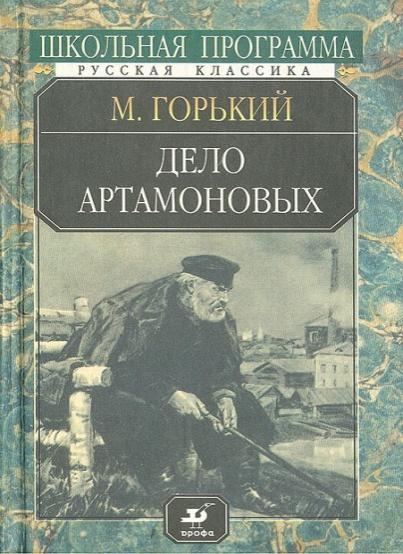 ШКОЛЬНАЯ ПРОГРАММА
РУССКАЯ КЛАССИКА
М. ГОРЬКИЙ
ДЕЛО
АРТАМОНОВЫХ
дрофа